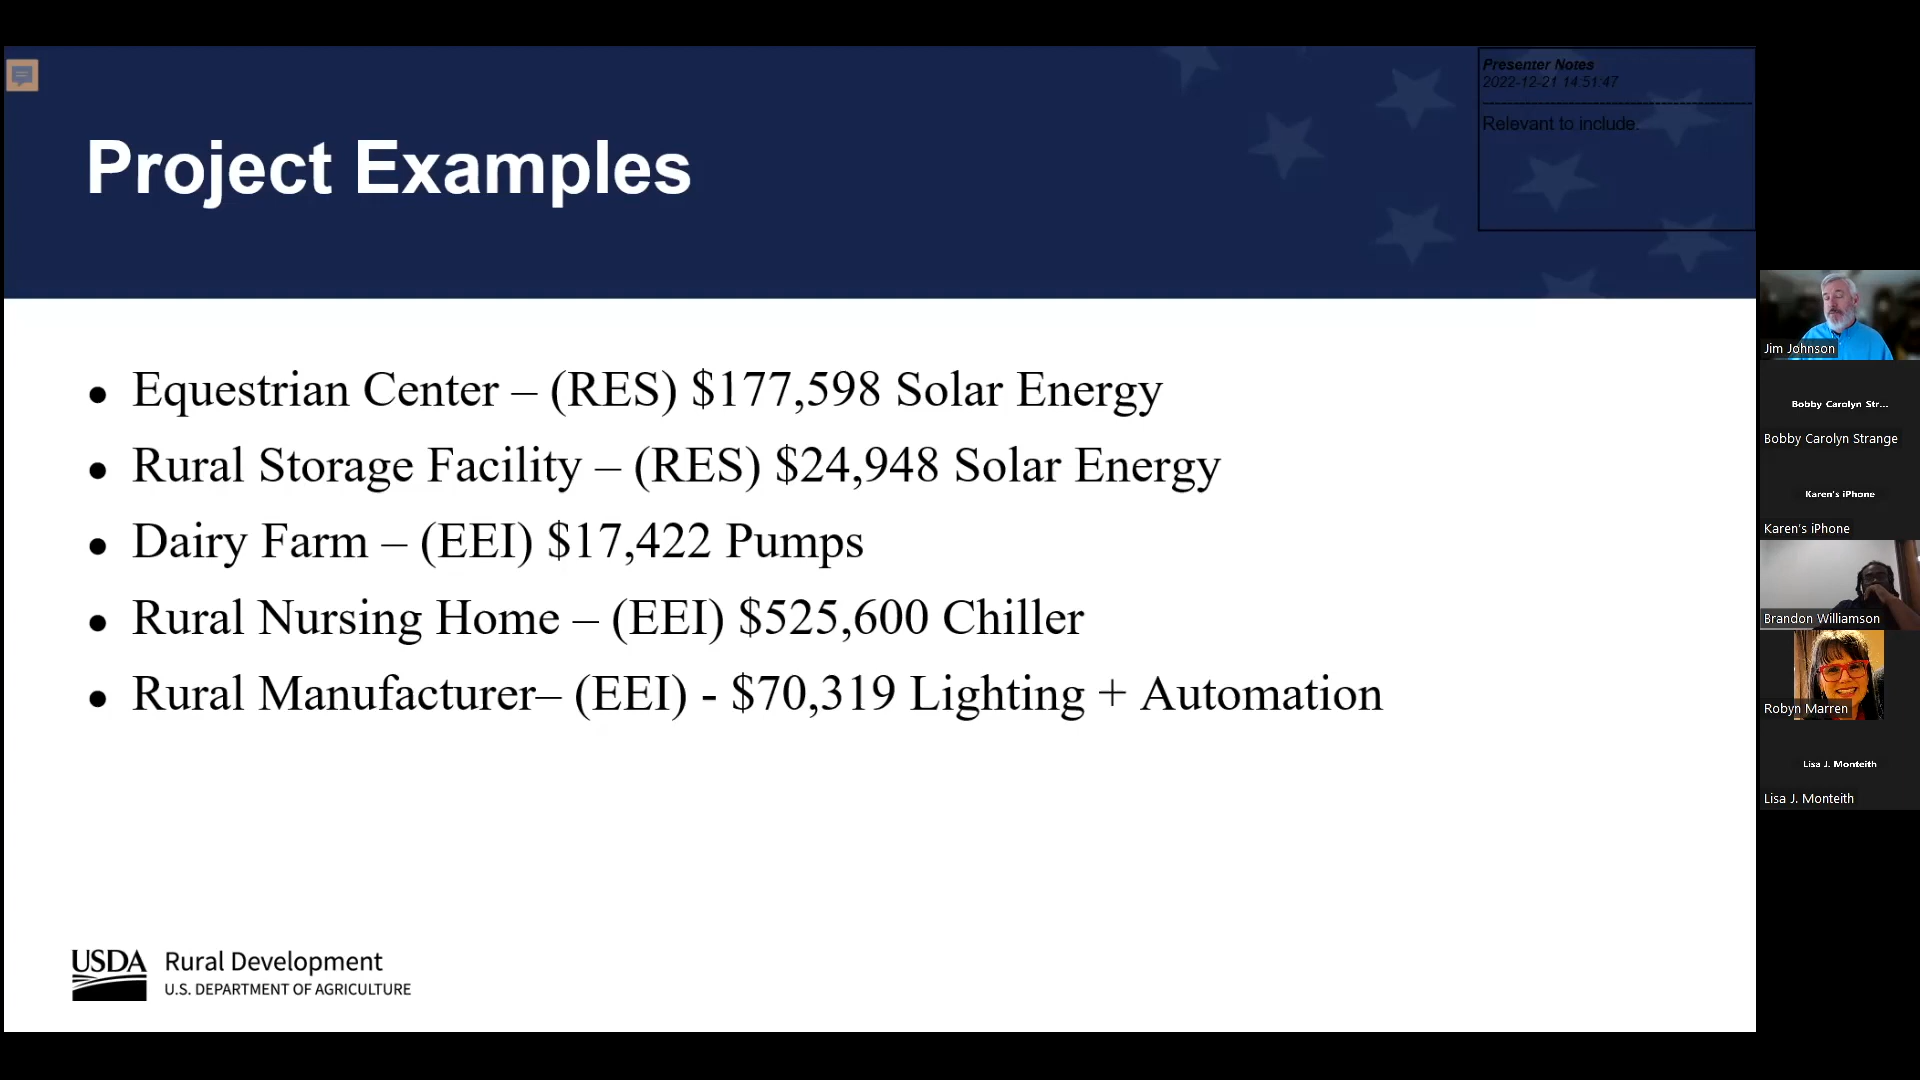 Presenter Notes
2022-12-21 14:51:47
Relevant to include.
Project Examples
• Equestrian Center – (RES) $177,598 Solar Energy
• Rural Storage Facility – (RES) $24,948 Solar Energy
• Dairy Farm – (EEI) $17,422 Pumps
• Rural Nursing Home – (EEI) $525,600 Chiller
• Rural Manufacturer– (EEI) - $70,319 Lighting + Automation
USDA
Rural Development
U.S. DEPARTMENT OF AGRICULTURE
Jim Johnson
Bobby Carolyn Str...
Bobby Carolyn Strange
Karen's iPhone
Karen's iPhone
Brandon Williamson
Robyn Marren
Lisa J. Monteith
Lisa J. Monteith